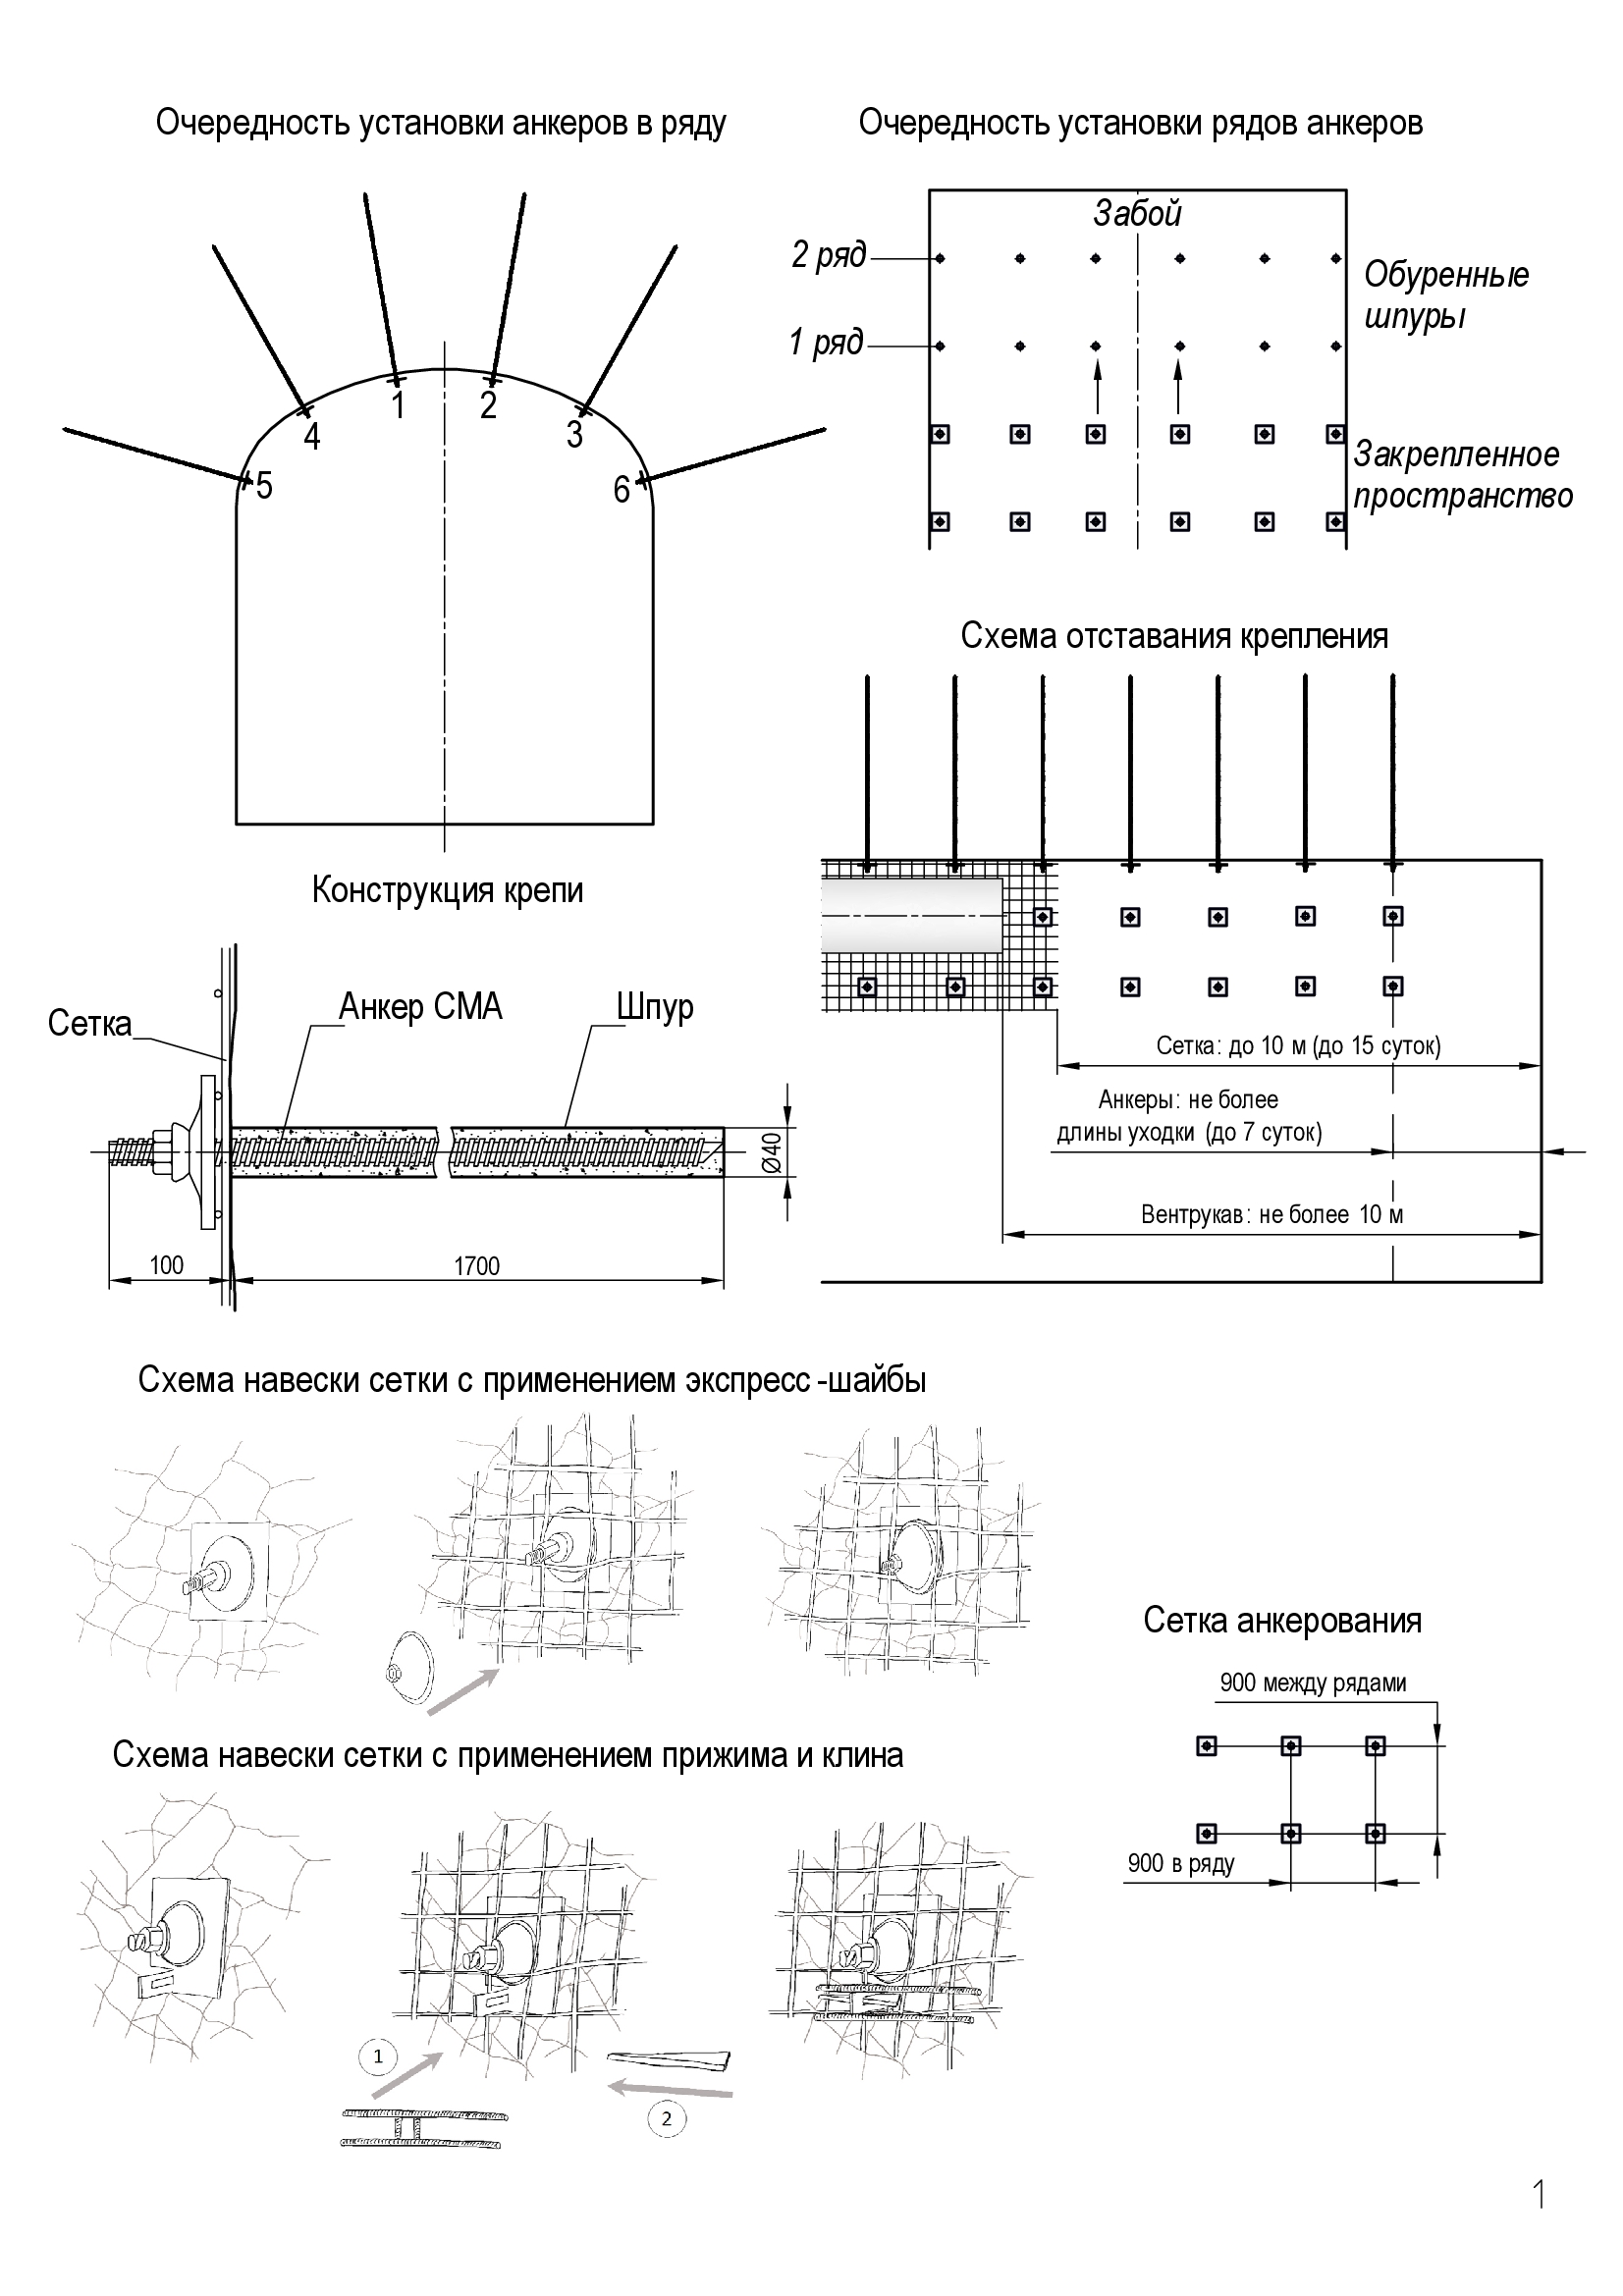 Очередность установки анкеров в ряду
1
2
3
4
5
6
Очередность установки рядов анкеров
Забой
2 ряд
1 ряд
Обуренные
шпуры
Закрепленное
пространство
Схема отставания крепления
Сетка: до 10 м (до 15 суток)
Анкеры: не более
длины уходки (до 7 суток)
Вентрукав: не более 10 м
Конструкция крепи
Сетка
Анкер СМА
Шпур
Ø40
100
1700
Схема навески сетки с применением экспресс-шайбы
Схема навески сетки с применением прижима и клина
1
2
Сетка анкерования
900 между рядами
900 в ряду
1